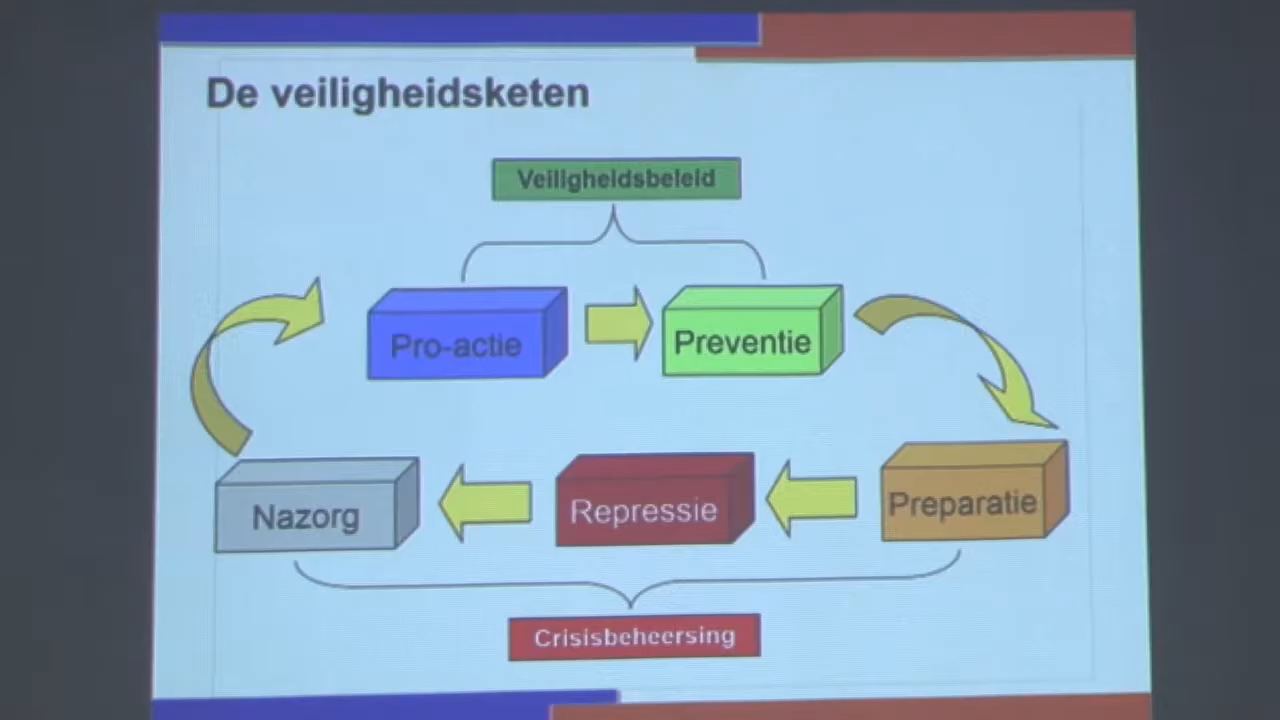 De veiligheidsketen
Veiligheidsbeleid
Pro-actie
Preventie
Nazorg
Repressie
Preparatie
Crisisbeheersing